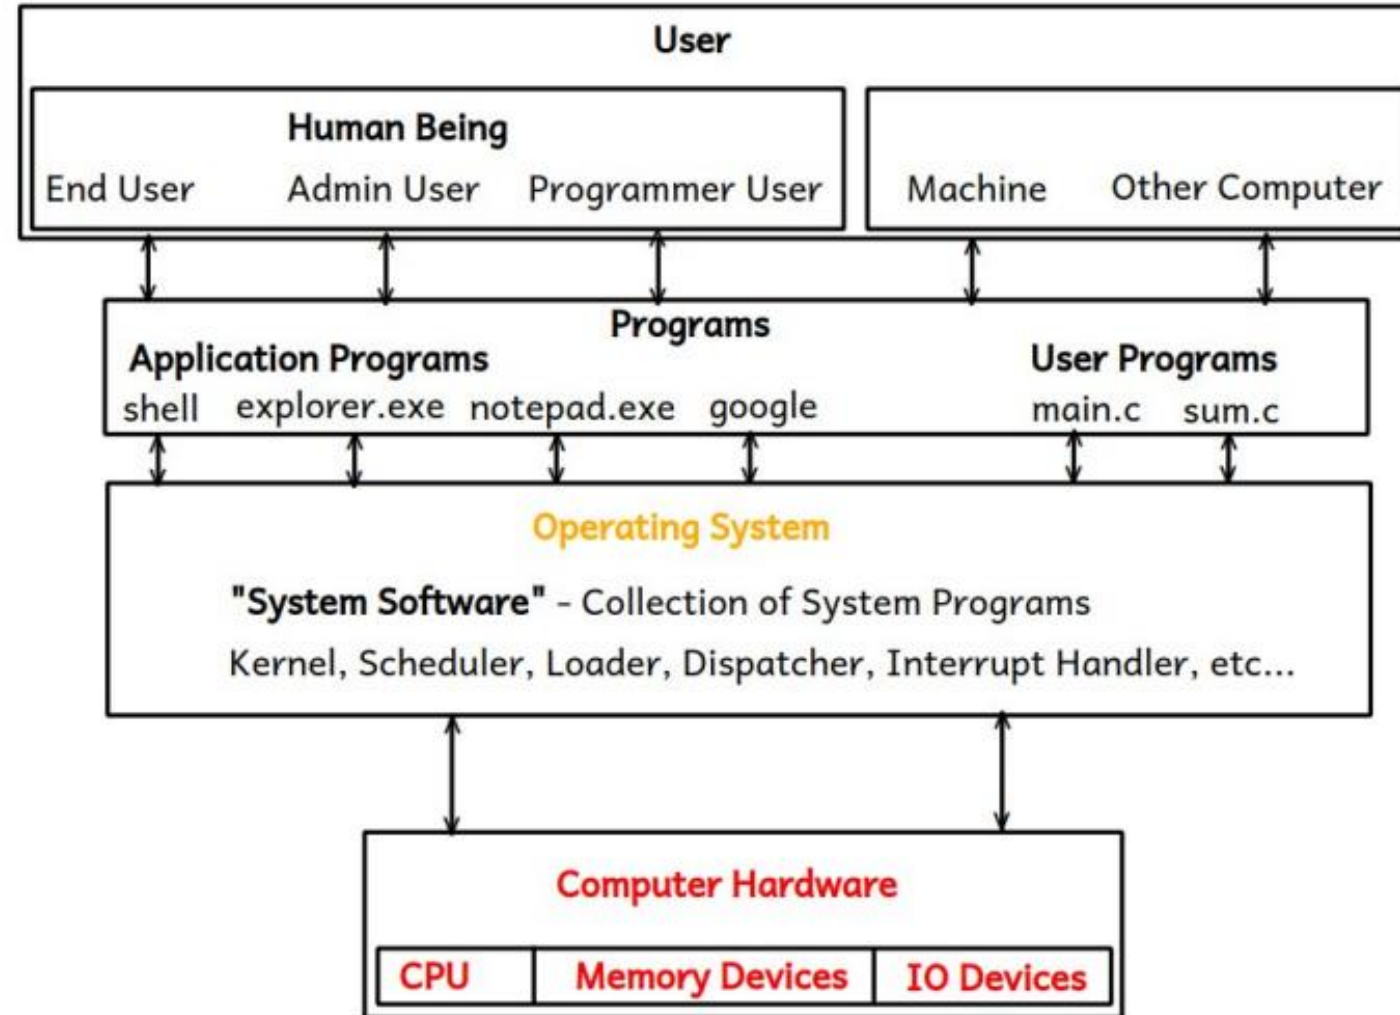 User
Human Being
End User Admin User Programmer User
Machine Other Computer
Programs
Application Programs
User Programs
shell explorer.exe notepad.exe google
main.c sum.c
Operating System
"System Software" - Collection of System Programs
Kernel, Scheduler, Loader, Dispatcher, Interrupt Handler, etc...
Computer Hardware
CPU Memory Devices IO Devices